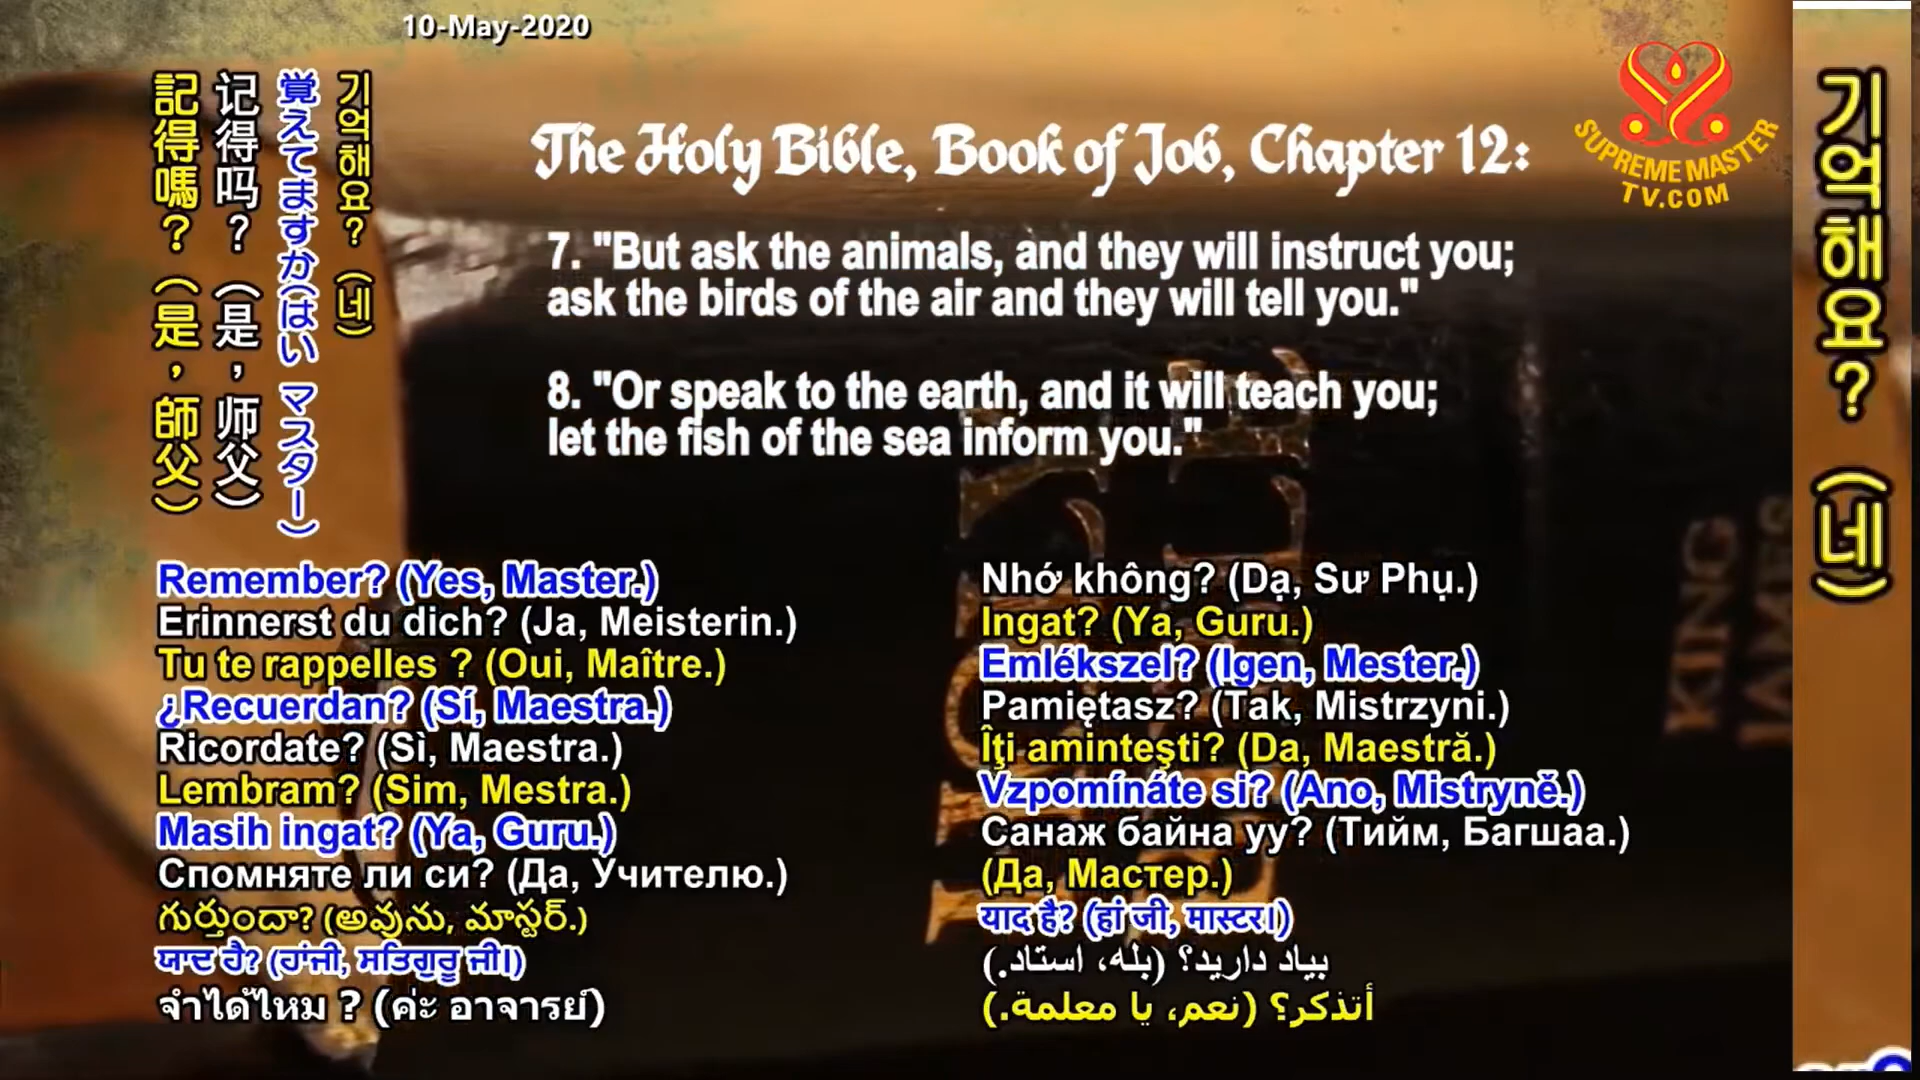 10-May-2020
記得嗎？（是，師父）
记得吗？（是，师父）
覚えてますか(はい マスター)
기억해요? (네)
The Holy Bible, Book of Job, Chapter 12:
SUPREME MASTER
TV.COM
7. "But ask the animals, and they will instruct you;
ask the birds of the air and they will tell you."
8. "Or speak to the earth, and it will teach you;
let the fish of the sea inform you."
Remember? (Yes, Master.)
Erinnerst du dich? (Ja, Meisterin.)
Tu te rappelles ? (Oui, Maître.)
¿Recuerdan? (Sí, Maestra.)
Ricordate? (Sì, Maestra.)
Lembram? (Sim, Mestra.)
Masih ingat? (Ya, Guru.)
Спомняте ли си? (Да, Учителю.)
గుర్తుందా? (అవును, మాస్టర్.)
ਯਾਦ ਹੈ? (ਹਾਂਜੀ, ਸਤਿਗੁਰੂ ਜੀ।)
จำได้ไหม ? (ค่ะ อาจารย์)
Nhớ không? (Dạ, Sư Phụ.)
Ingat? (Ya, Guru.)
Emlékszel? (Igen, Mester.)
Pamiętasz? (Tak, Mistrzyni.)
Îţi aminteşti? (Da, Maestră.)
Vzpomínáte si? (Ano, Mistryně.)
Санаж байна уу? (Тийм, Багшаа.)
(Да, Мастер.)
याद है? (हां जी, मास्टर।)
بیاد دارید؟ (بله، استاد.)
أتذكر؟ (نعم، يا معلمة.)
KING
JAMES
기억해요? (네)